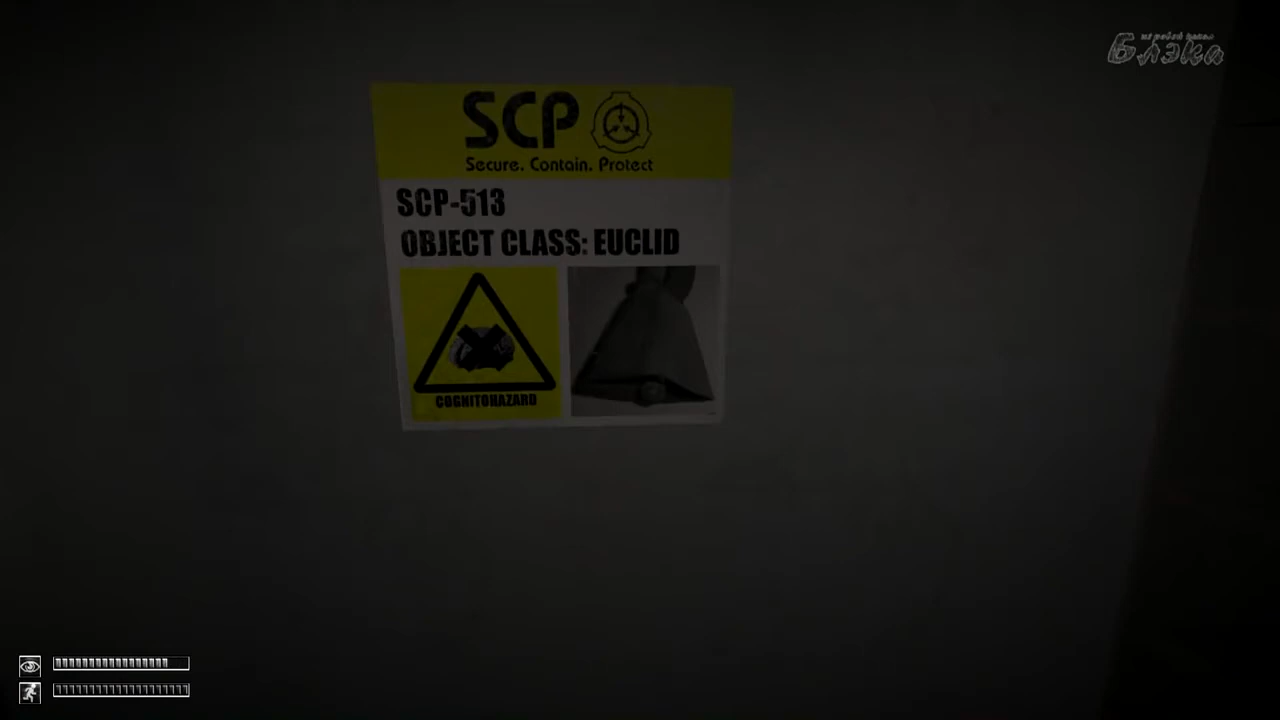 Блэка
SCP
Secure. Contain. Protect
SCP-513
OBJECT CLASS: EUCLID
COGNITOHAZARD